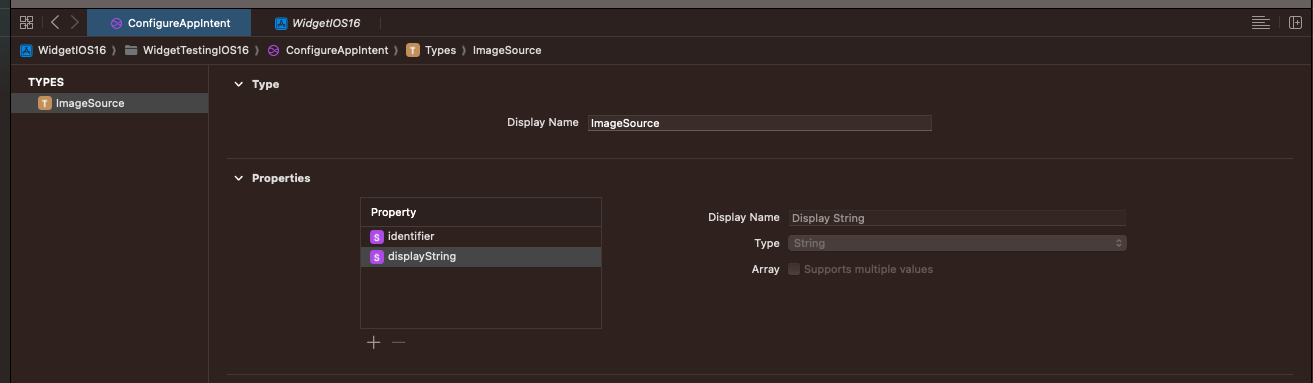 ConfigureAppIntent WidgetIOS16
WidgetIOS16 WidgetTestingIOS16 ConfigureAppIntent T Types ImageSource
TYPES
T ImageSource
Type
Display Name ImageSource
Properties
Property
S identifier
S displayString
Display Name Display String
Type String
Array Supports multiple values